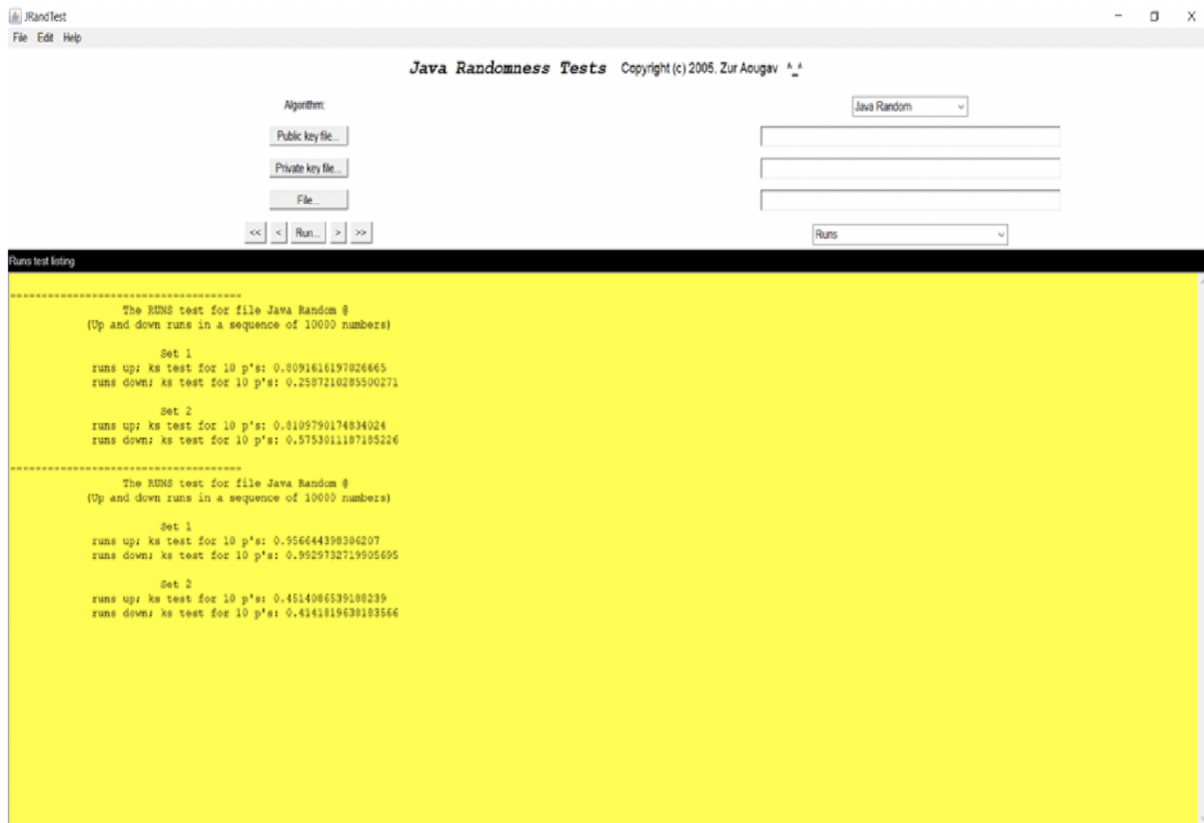 JRandTest
File Edit Help
Java Randomness Tests Copyright (c) 2005, Zur Aougav ^_^
Algorithm: Java Random
Public key file...
Private key file...
File...
<< < Run... > >> Runs
Runs test listing
=====================================
The RUNS test for file Java Random @
(Up and down runs in a sequence of 10000 numbers)
Set 1
runs up; ks test for 10 p's: 0.8091616197026665
runs down; ks test for 10 p's: 0.2587210285500271
Set 2
runs up; ks test for 10 p's: 0.8109790174834024
runs down; ks test for 10 p's: 0.5753011187185226
=====================================
The RUNS test for file Java Random @
(Up and down runs in a sequence of 10000 numbers)
Set 1
runs up; ks test for 10 p's: 0.956644398306207
runs down; ks test for 10 p's: 0.9929732719905695
Set 2
runs up; ks test for 10 p's: 0.4514086539188239
runs down; ks test for 10 p's: 0.4141819638183566